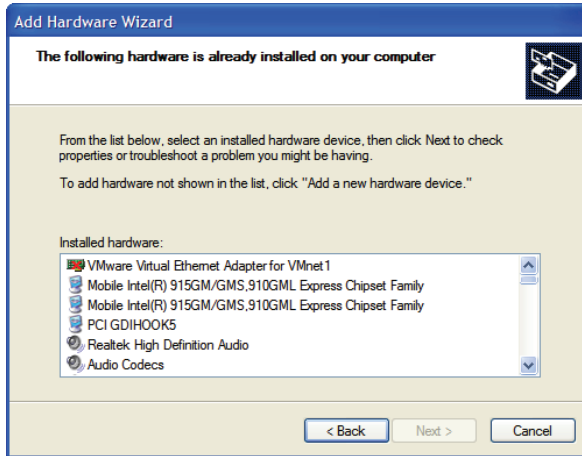 Add Hardware Wizard
The following hardware is already installed on your computer
From the list below, select an installed hardware device, then click Next to check
properties or troubleshoot a problem you might be having.
To add hardware not shown in the list, click "Add a new hardware device."
Installed hardware:
VMware Virtual Ethernet Adapter for VMnet1
Mobile Intel(R) 915GM/GMS,910GML Express Chipset Family
Mobile Intel(R) 915GM/GMS,910GML Express Chipset Family
PCI GDIHOOK5
Realtek High Definition Audio
Audio Codecs
< Back Next > Cancel